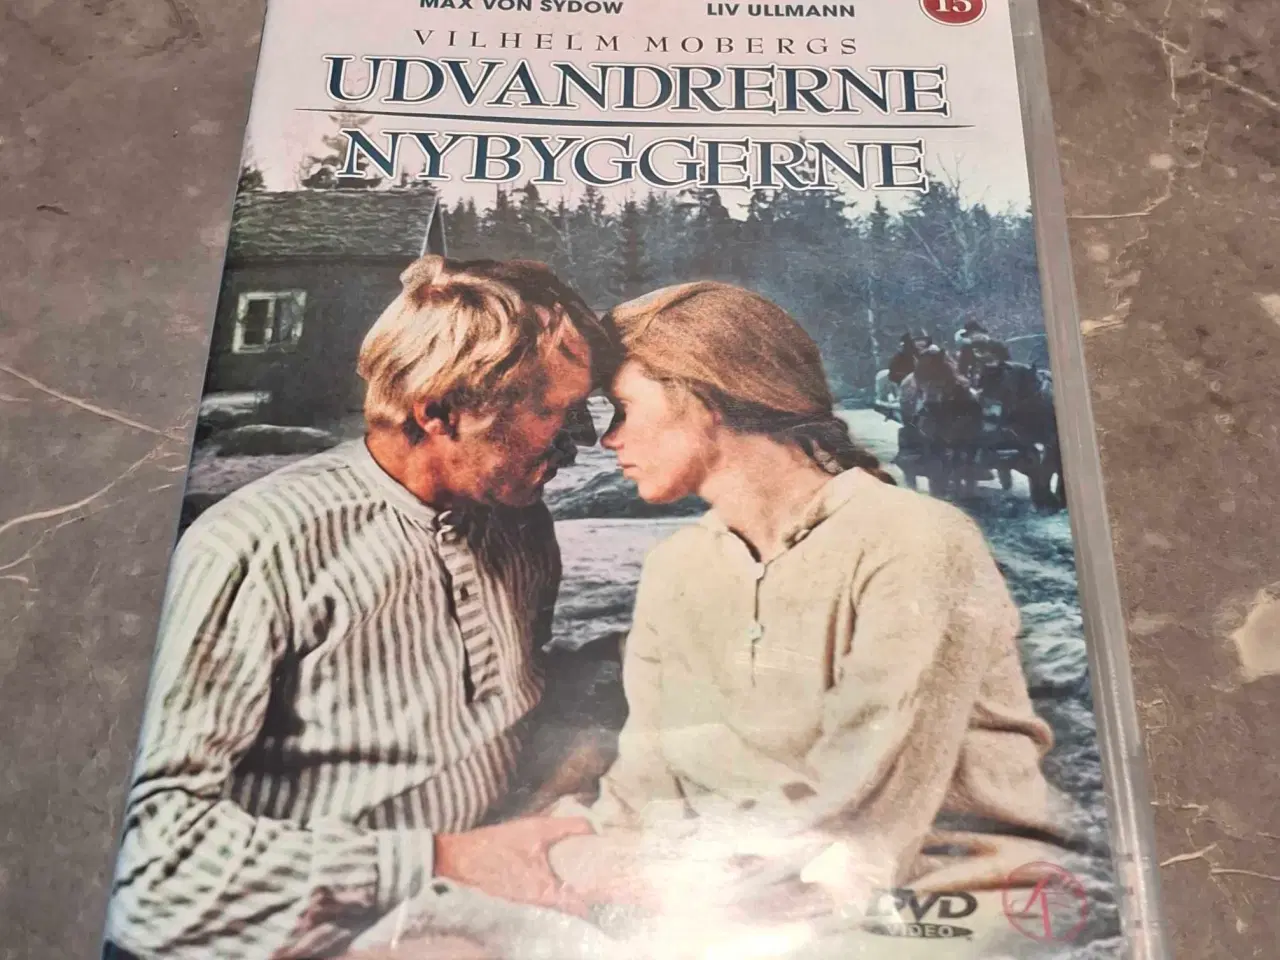 MAX VON SYDOW LIV ULLMANN
15
VILHELM MOBERGS
UDVANDRERNE
NYBYGGERNE
DVD
VIDEO